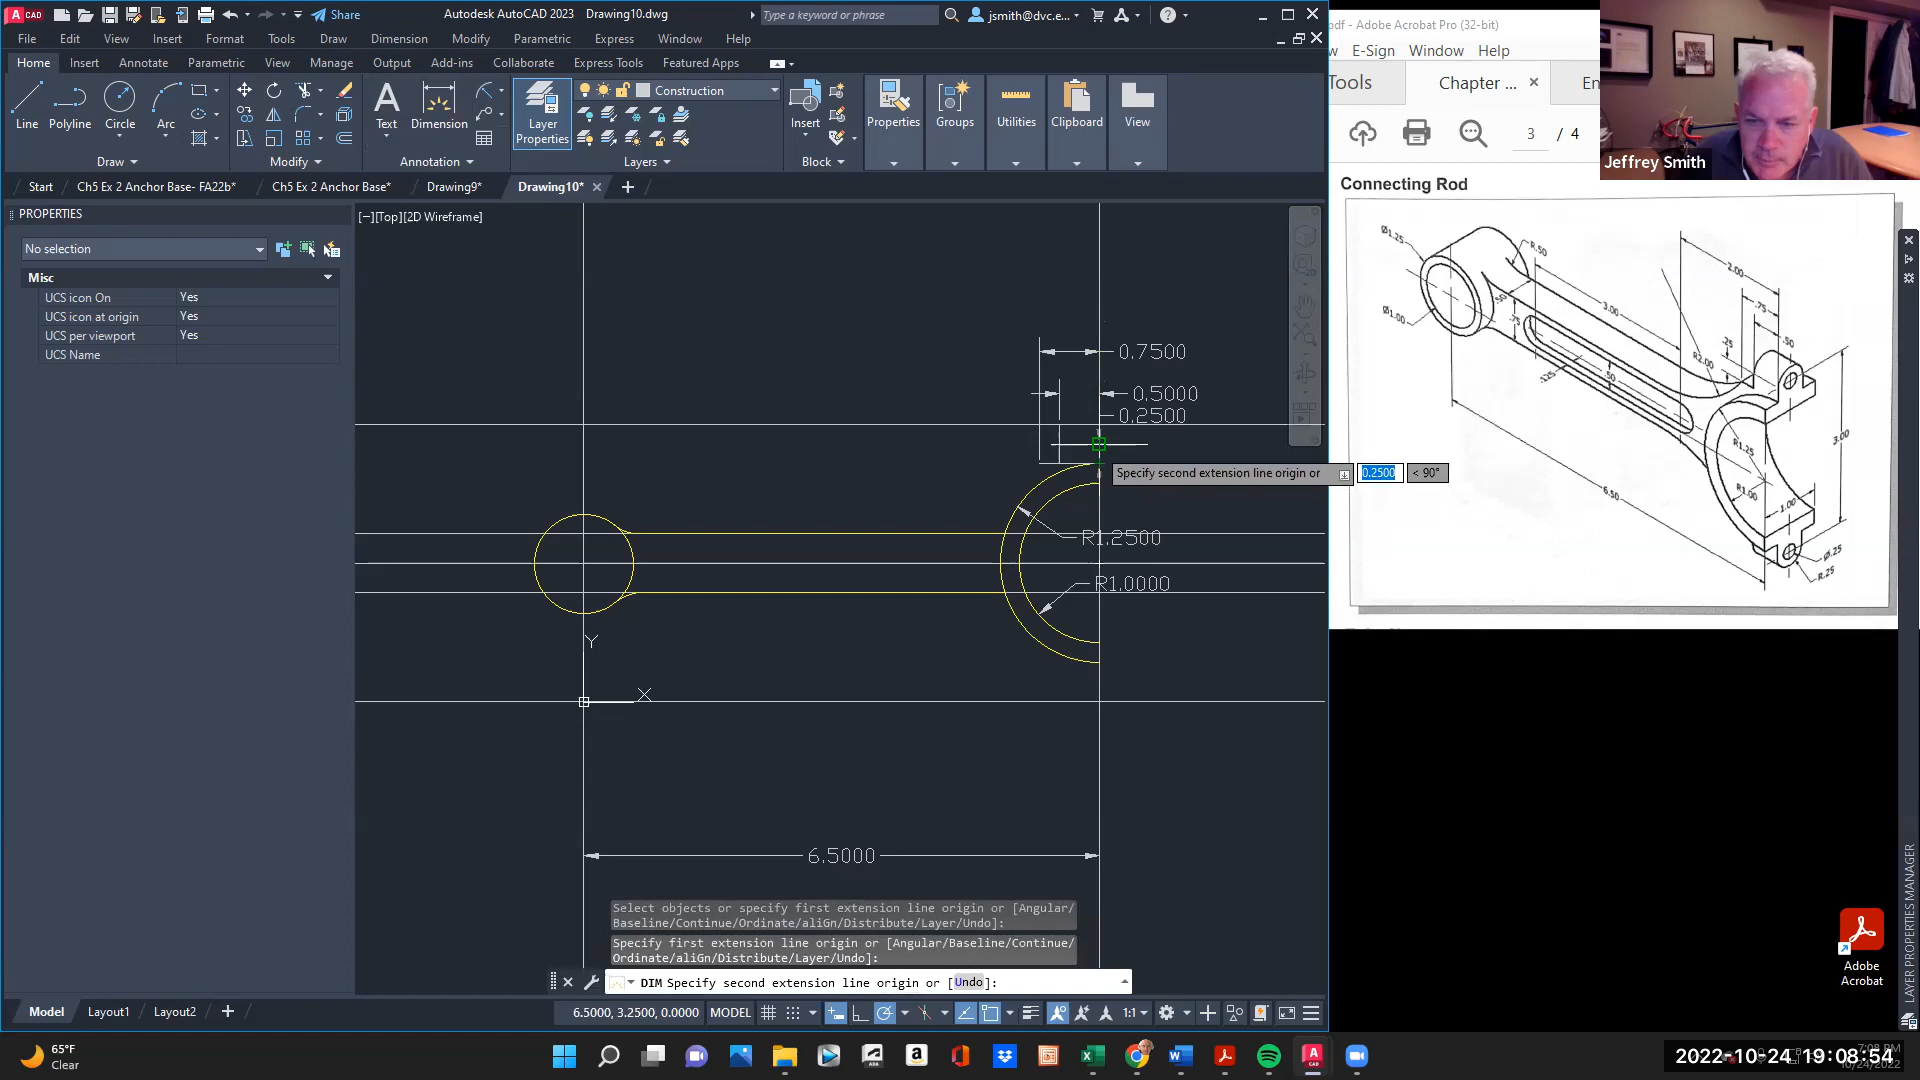 CAD
Share
Autodesk AutoCAD 2023 Drawing10.dwg
Type a keyword or phrase
jsmith@dvc.e...
File Edit View Insert Format Tools Draw Dimension Modify Parametric Express Window Help
Home Insert Annotate Parametric View Manage Output Add-ins Collaborate Express Tools Featured Apps
Line Polyline Circle Arc
Text Dimension
Layer
Properties
Construction
Insert
Properties Groups Utilities Clipboard View
Draw Modify Annotation Layers Block
Start Ch5 Ex 2 Anchor Base- FA22b* Ch5 Ex 2 Anchor Base* Drawing9* Drawing10*
PROPERTIES
No selection
Misc
UCS icon On Yes
UCS icon at origin Yes
UCS per viewport Yes
UCS Name
[−][Top][2D Wireframe]
0.7500
0.5000
0.2500
Specify second extension line origin or 0.2500 < 90°
R1.2500
R1.0000
Y
X
6.5000
Select objects or specify first extension line origin or [Angular/
Baseline/Continue/Ordinate/aliGn/Distribute/Layer/Undo]:
Specify first extension line origin or [Angular/Baseline/Continue/
Ordinate/aliGn/Distribute/Layer/Undo]:
DIM Specify second extension line origin or [Undo]:
Model Layout1 Layout2
6.5000, 3.2500, 0.0000 MODEL 1:1
65°F
Clear
pdf - Adobe Acrobat Pro (32-bit)
w E-Sign Window Help
Tools Chapter ... En
3 / 4
Jeffrey Smith
Connecting Rod
Ø1.25
R.50
2.00
.75
.50
3.00
.50
.75
.25
R2.00
Ø1.00
.125
.50
R1.25
3.00
R1.00
1.00
6.50
Ø.25
R.25
LAYER PROPERTIES MANAGER
Adobe
Acrobat
2022-10-24 19:08:54